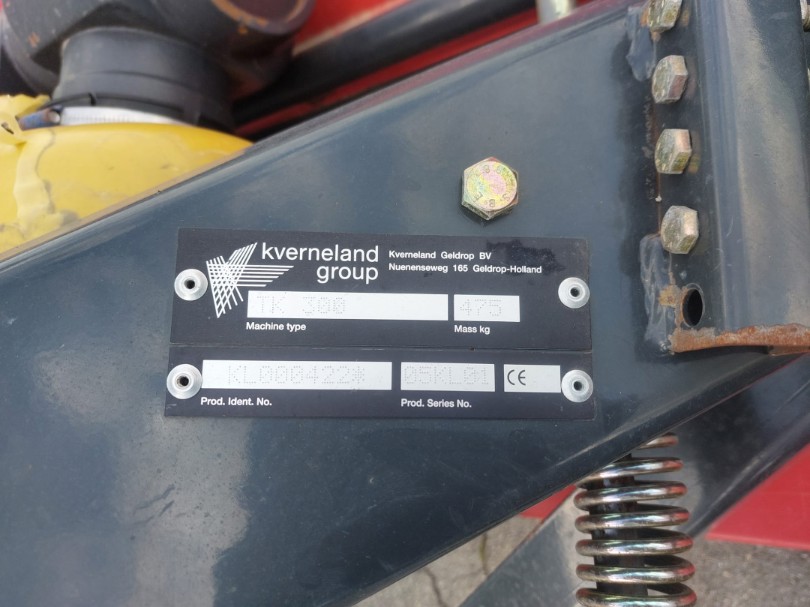 kverneland
group
Kverneland Geldrop BV
Nuenenseweg 165 Geldrop-Holland
TK 300
475
Machine type
Mass kg
KL000422*
05KL01
CE
Prod. Ident. No.
Prod. Series No.